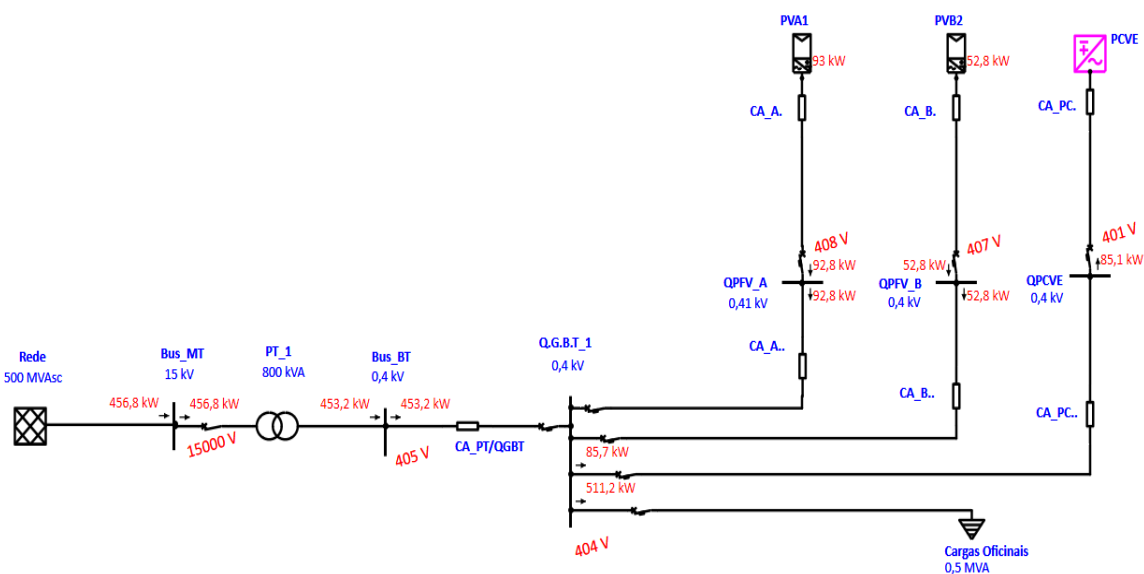 PVA1
PVB2
PCVE
93 kW
52,8 kW
CA_A.
CA_B.
CA_PC.
408 V
407 V
401 V
92,8 kW
52,8 kW
85,1 kW
QPFV_A
QPFV_B
QPCVE
0,41 kV
92,8 kW
0,4 kV
52,8 kW
0,4 kV
Q.G.B.T_1
0,4 kV
CA_A..
CA_B..
CA_PC..
Rede
500 MVAsc
Bus_MT
15 kV
PT_1
800 kVA
Bus_BT
0,4 kV
456,8 kW
456,8 kW
453,2 kW
453,2 kW
15000 V
405 V
CA_PT/QGBT
85,7 kW
511,2 kW
404 V
Cargas Oficinais
0,5 MVA